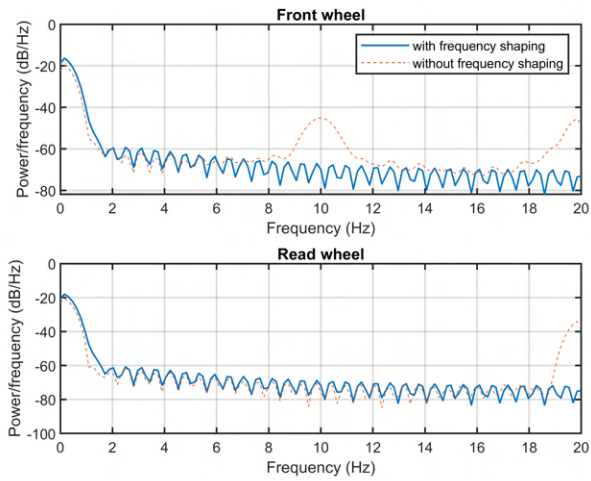 Front wheel
0
-20
-40
-60
-80
Power/frequency (dB/Hz)
with frequency shaping
without frequency shaping
0 2 4 6 8 10 12 14 16 18 20
Frequency (Hz)
Read wheel
0
-20
-40
-60
-80
-100
Power/frequency (dB/Hz)
0 2 4 6 8 10 12 14 16 18 20
Frequency (Hz)